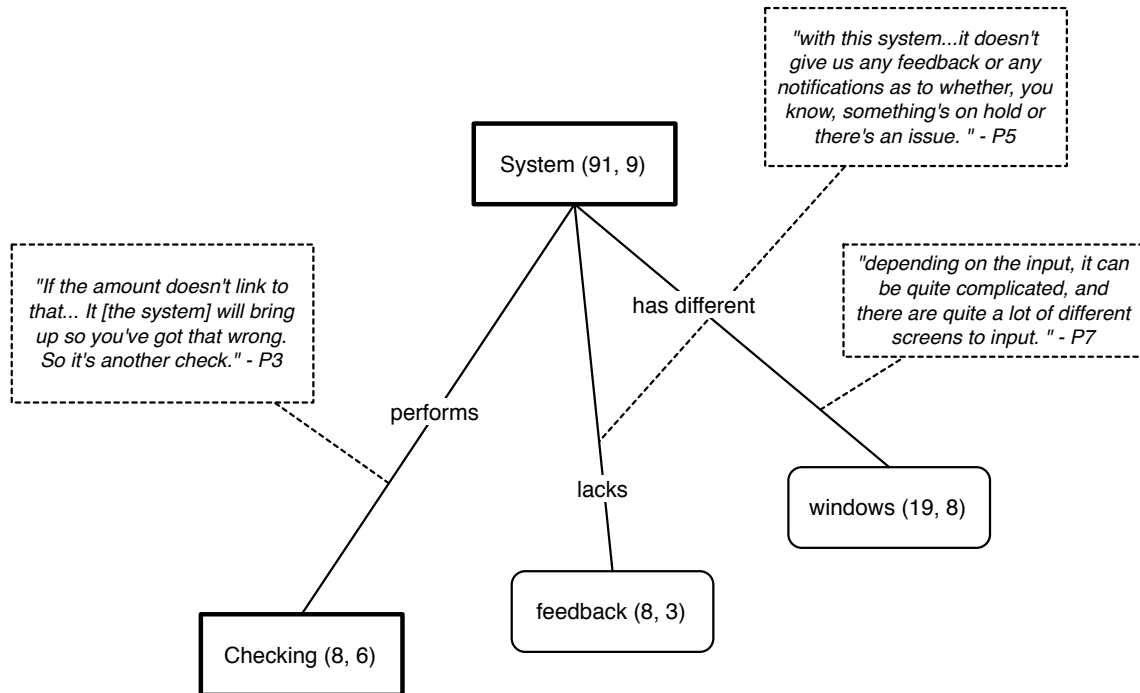 "with this system...it doesn't
give us any feedback or any
notifications as to whether, you
know, something's on hold or
there's an issue. " - P5
System (91, 9)
"If the amount doesn't link to
that... It [the system] will bring
up so you've got that wrong.
So it's another check." - P3
"depending on the input, it can
be quite complicated, and
there are quite a lot of different
screens to input. " - P7
has different
performs
lacks
windows (19, 8)
feedback (8, 3)
Checking (8, 6)